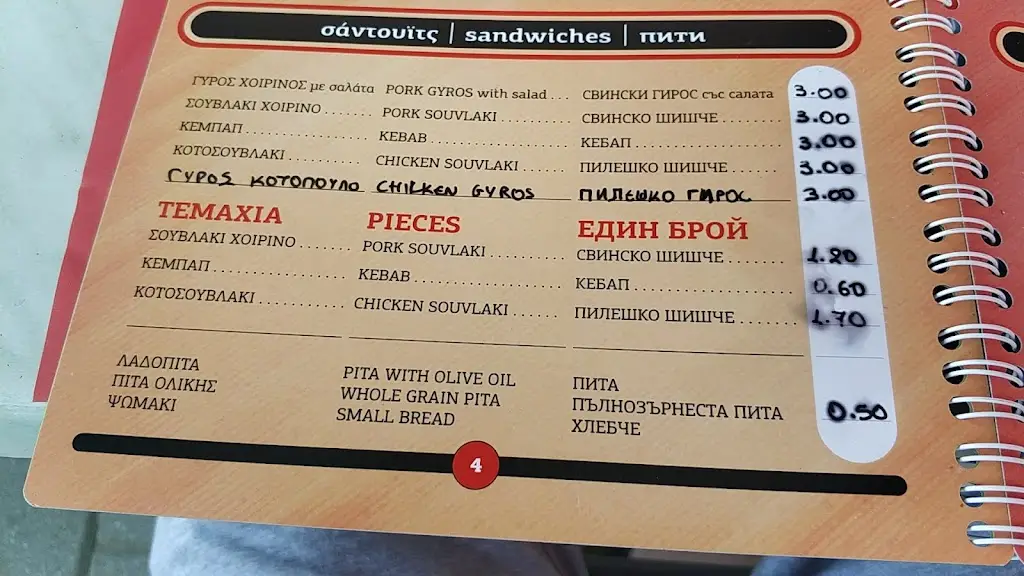 σάντουϊτς | sandwiches | пити
ΓΥΡΟΣ ΧΟΙΡΙΝΟΣ με σαλάτα PORK GYROS with salad... СВИНСКИ ГИРОС със салата 3.00
ΣΟΥΒΛΑΚΙ ΧΟΙΡΙΝΟ....... PORK SOUVLAKI........... СВИНСКО ШИШЧЕ........ 3.00
ΚΕΜΠΑΠ.................. KEBAB..................... КЕБАП................... 3.00
ΚΟΤΟΣΟΥΒΛΑΚΙ........... CHICKEN SOUVLAKI....... ПИЛЕШКО ШИШЧЕ....... 3.00
ΓΥΡΟΣ ΚΟΤΟΠΟΥΛΟ CHICKEN GYROS ПИЛЕШКО ГИРОС 3.00
ΤΕΜΑΧΙΑ PIECES ЕДИН БРОЙ
ΣΟΥΒΛΑΚΙ ΧΟΙΡΙΝΟ....... PORK SOUVLAKI........... СВИНСКО ШИШЧЕ........ 1.20
ΚΕΜΠΑΠ.................. KEBAB..................... КЕБАП................... 0.60
ΚΟΤΟΣΟΥΒΛΑΚΙ........... CHICKEN SOUVLAKI...... ПИЛЕШКО ШИШЧЕ....... 1.70
ΛΑΔΟΠΙΤΑ PITA WITH OLIVE OIL ПИТА
ΠΙΤΑ ΟΛΙΚΗΣ WHOLE GRAIN PITA ПЪЛНОЗЪРНЕСТА ПИТА 0.50
ΨΩΜΑΚΙ SMALL BREAD ХЛЕБЧЕ
4